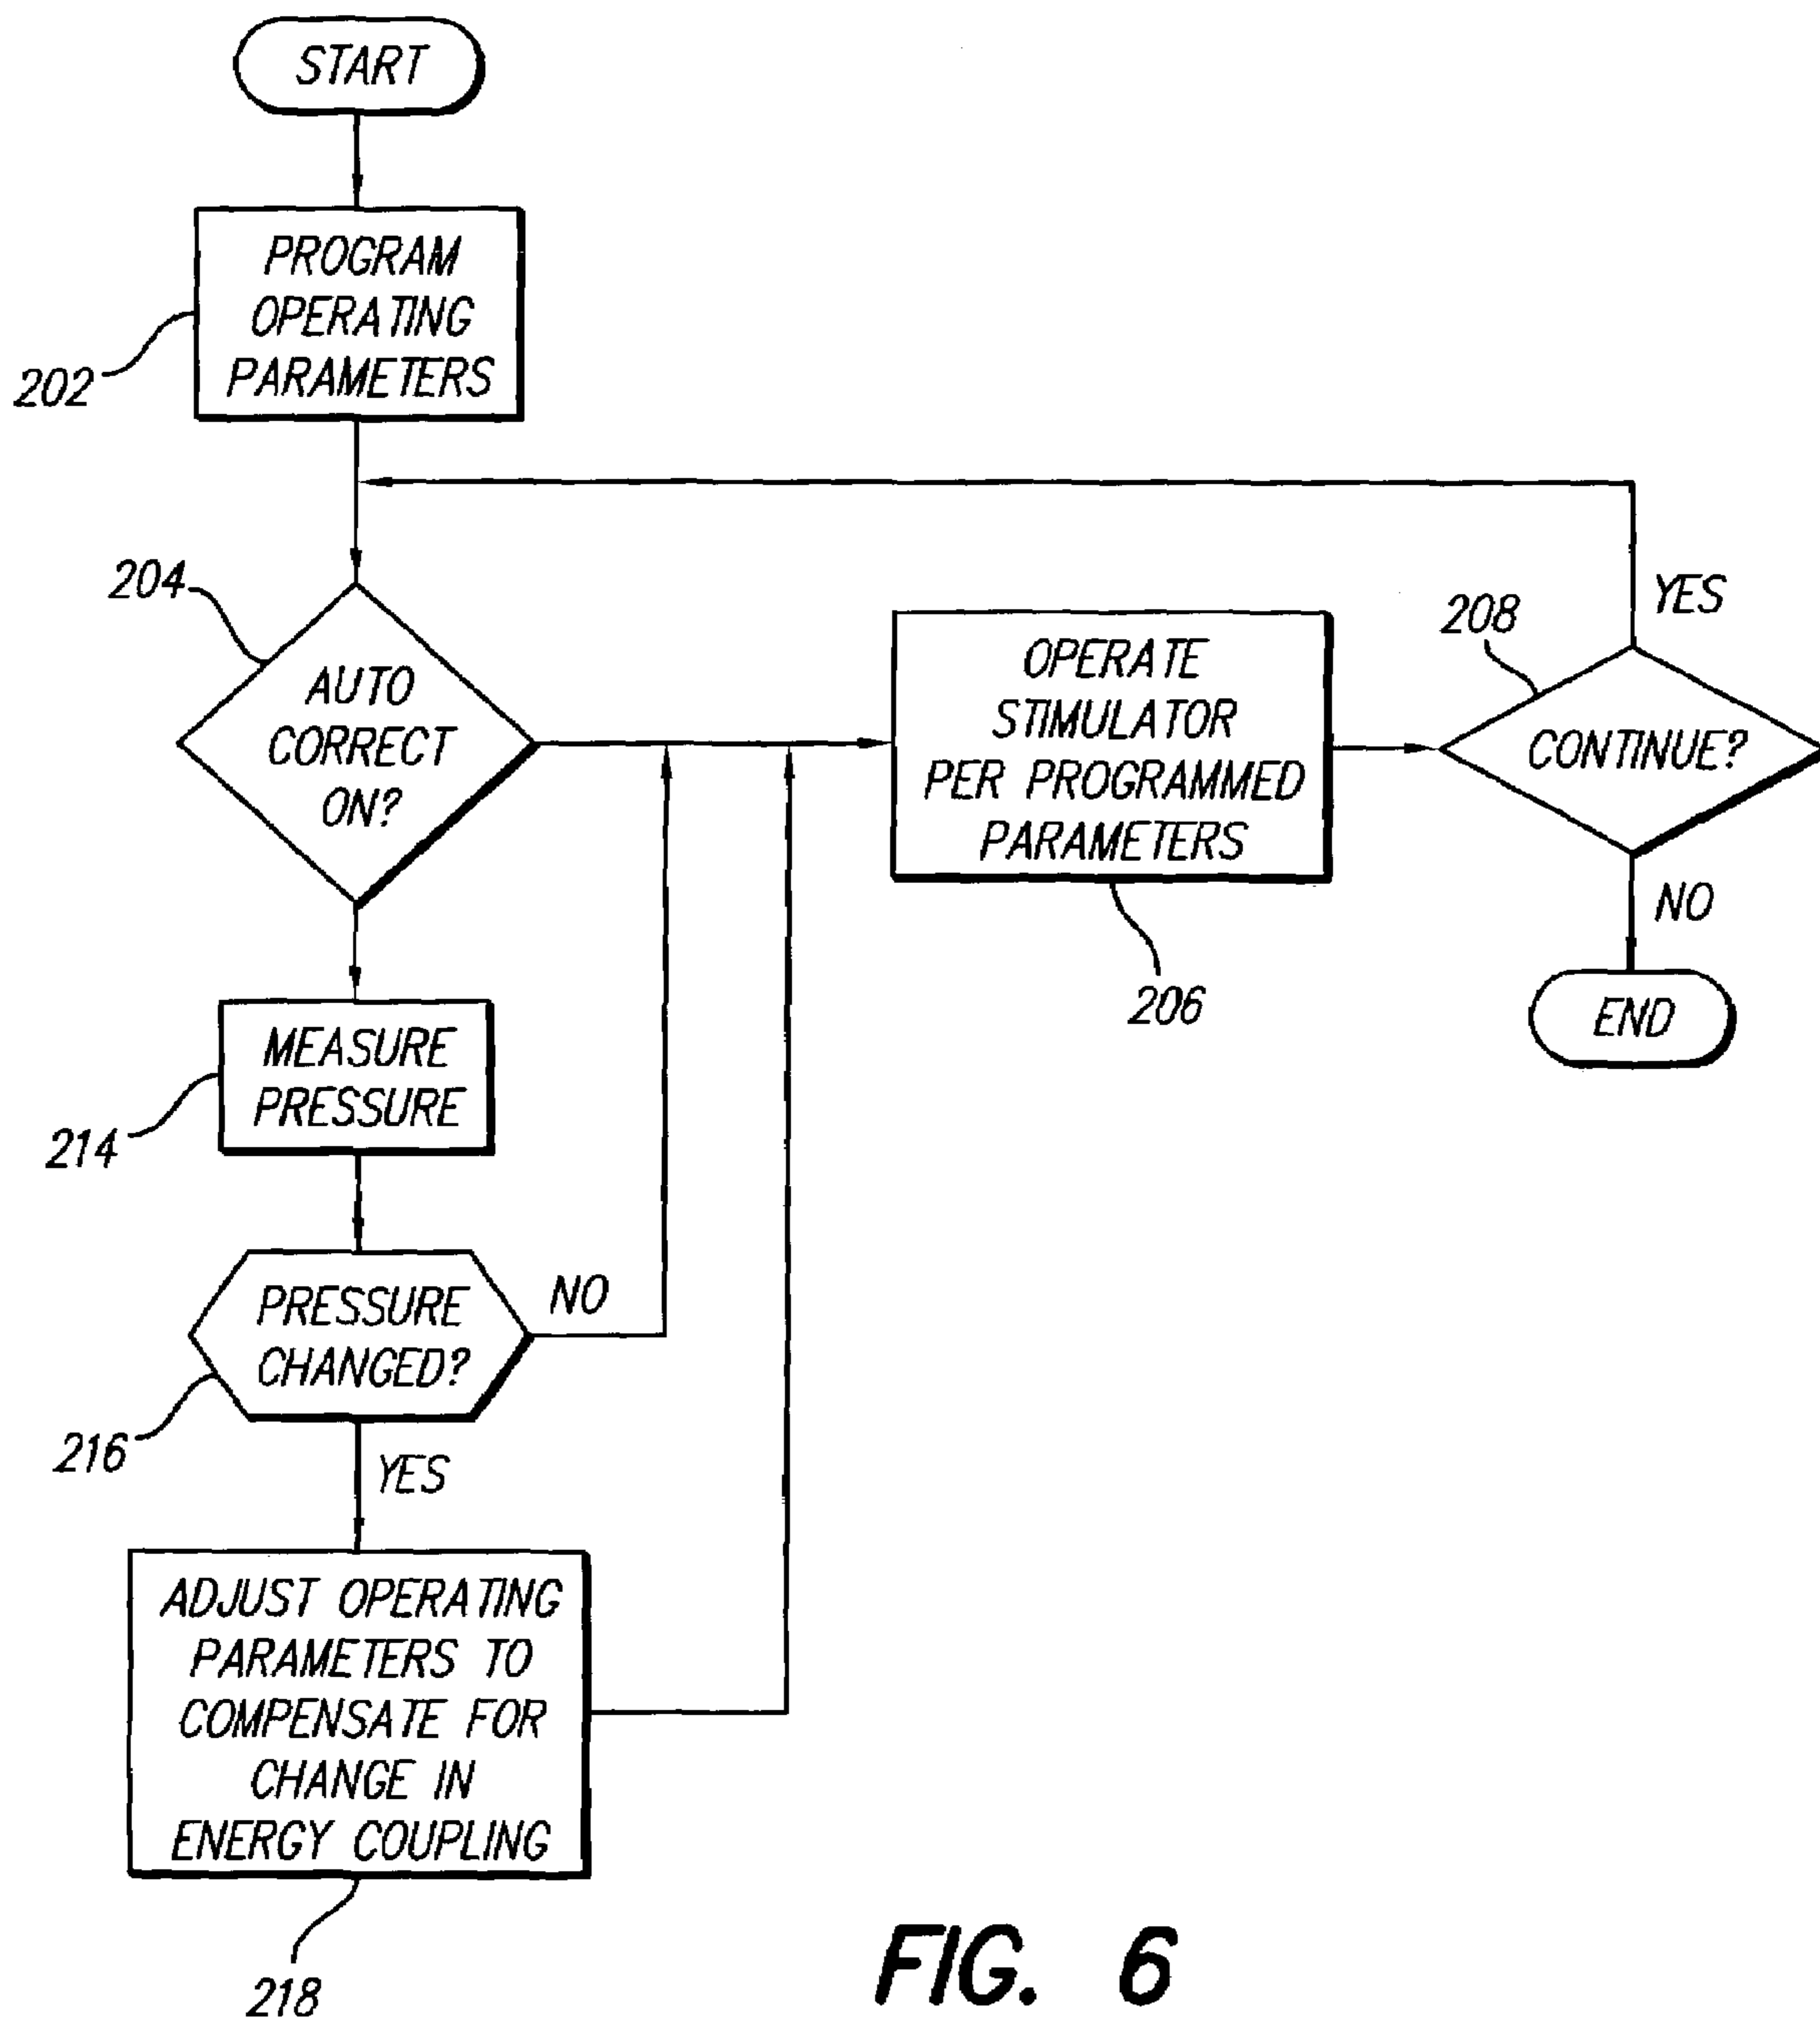 START
PROGRAM
OPERATING
PARAMETERS
202
204
AUTO
CORRECT
ON?
OPERATE
STIMULATOR
PER PROGRAMMED
PARAMETERS
206
208
CONTINUE?
YES
NO
END
MEASURE
PRESSURE
214
PRESSURE
CHANGED?
NO
216
YES
ADJUST OPERATING
PARAMETERS TO
COMPENSATE FOR
CHANGE IN
ENERGY COUPLING
218
FIG. 6